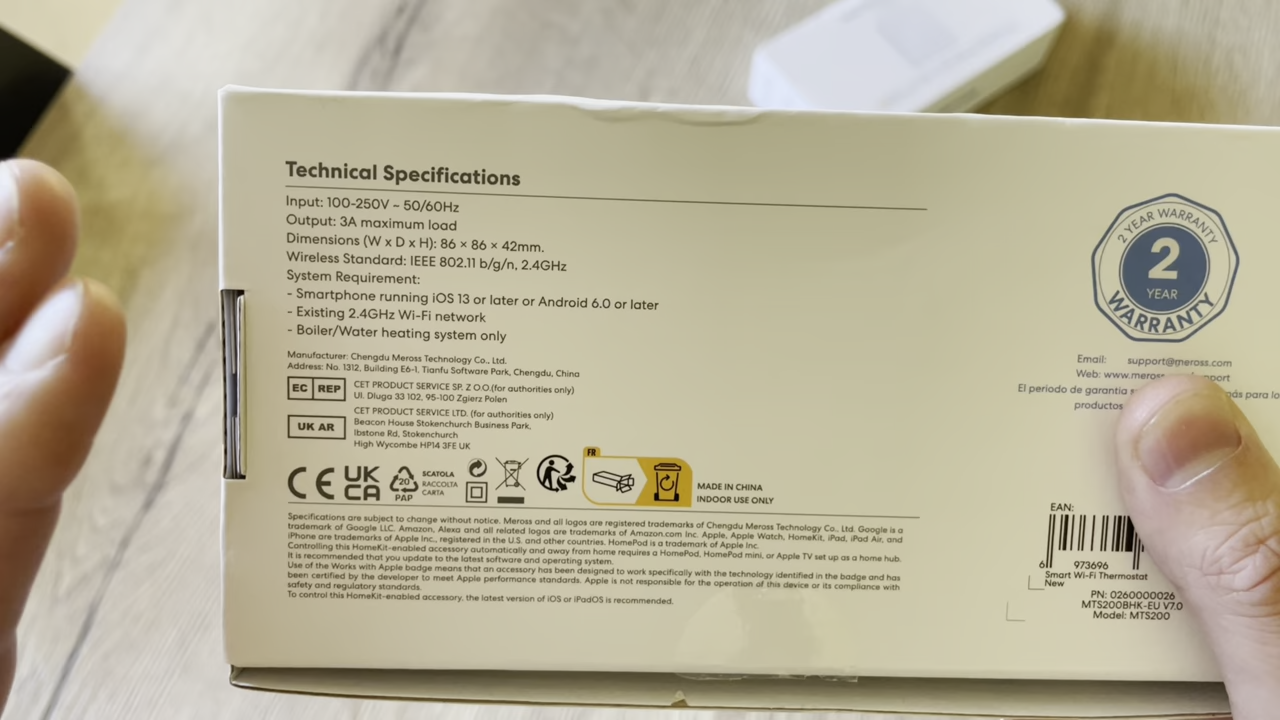 Technical Specifications
Input: 100-250V ~ 50/60Hz
Output: 3A maximum load
Dimensions (W x D x H): 86 × 86 × 42mm.
Wireless Standard: IEEE 802.11 b/g/n, 2.4GHz
System Requirement:
- Smartphone running iOS 13 or later or Android 6.0 or later
- Existing 2.4GHz Wi-Fi network
- Boiler/Water heating system only
Manufacturer: Chengdu Meross Technology Co., Ltd.
Address: No. 1312, Building E6-1, Tianfu Software Park, Chengdu, China
EC REP
CET PRODUCT SERVICE SP. Z O.O.(for authorities only)
Ul. Dluga 33 102, 95-100 Zgierz Polen
UK AR
CET PRODUCT SERVICE LTD. (for authorities only)
Beacon House Stokenchurch Business Park,
Ibstone Rd, Stokenchurch
High Wycombe HP14 3FE UK
CE
UK
CA
20
PAP
SCATOLA
RACCOLTA
CARTA
FR
MADE IN CHINA
INDOOR USE ONLY
Specifications are subject to change without notice. Meross and all logos are registered trademarks of Chengdu Meross Technology Co., Ltd. Google is a
trademark of Google LLC. Amazon, Alexa and all related logos are trademarks of Amazon.com Inc. Apple, Apple Watch, HomeKit, iPad, iPad Air, and
iPhone are trademarks of Apple Inc., registered in the U.S. and other countries. HomePod is a trademark of Apple Inc.
Controlling this HomeKit-enabled accessory automatically and away from home requires a HomePod, HomePod mini, or Apple TV set up as a home hub.
It is recommended that you update to the latest software and operating system.
Use of the Works with Apple badge means that an accessory has been designed to work specifically with the technology identified in the badge and has
been certified by the developer to meet Apple performance standards. Apple is not responsible for the operation of this device or its compliance with
safety and regulatory standards.
To control this HomeKit-enabled accessory, the latest version of iOS or iPadOS is recommended.
2 YEAR WARRANTY
2
YEAR
WARRANTY
Email: support@meross.com
Web: www.meross
El periodo de garantia
más para lo
productos
EAN:
6 973696
Smart Wi-Fi Thermostat
New
PN: 0260000026
MTS200BHK-EU V7.0
Model: MTS200